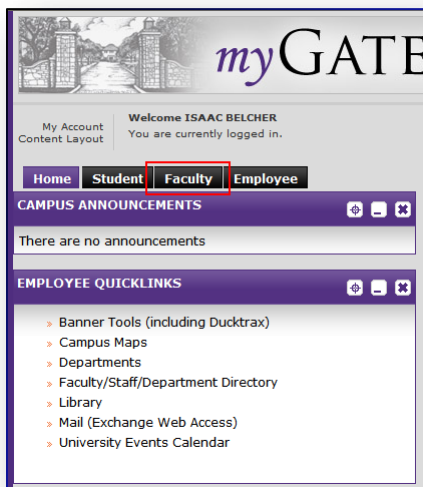 myGATE
My Account
Content Layout
Welcome ISAAC BELCHER
You are currently logged in.
Home Student Faculty Employee
CAMPUS ANNOUNCEMENTS
There are no announcements
EMPLOYEE QUICKLINKS
» Banner Tools (including Ducktrax)
» Campus Maps
» Departments
» Faculty/Staff/Department Directory
» Library
» Mail (Exchange Web Access)
» University Events Calendar